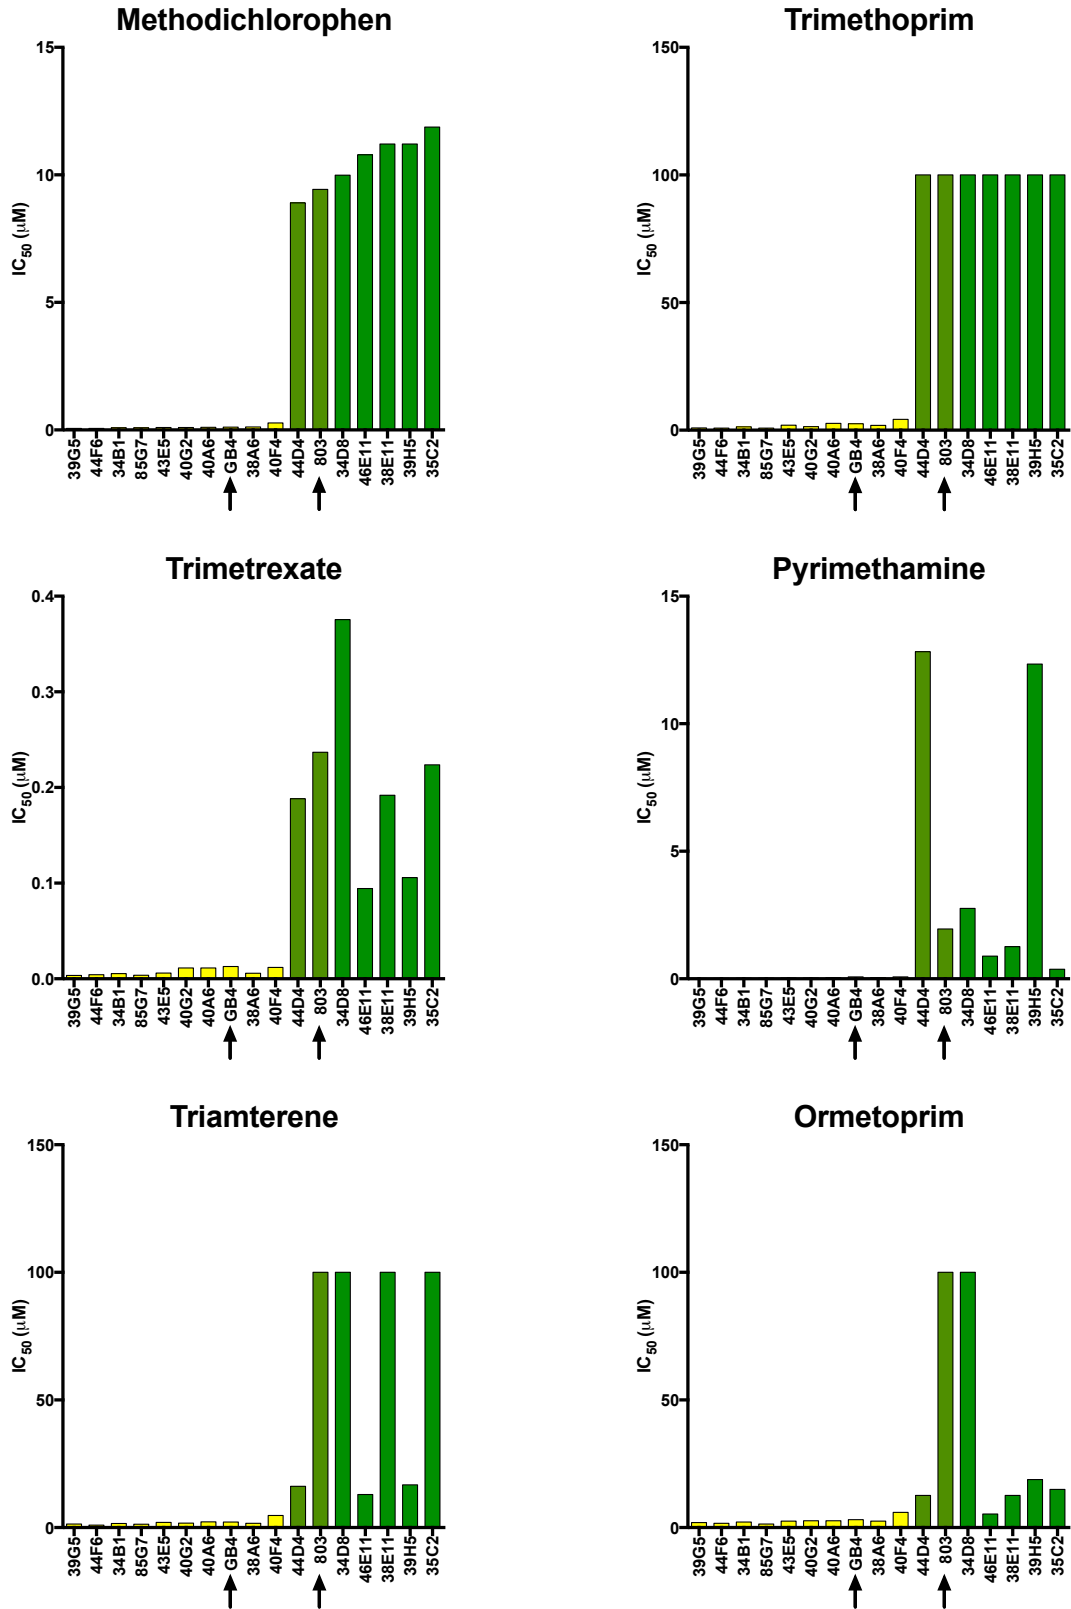 Methodichlorophen
15
10
5
0
IC50 (μM)
39G5 44F6 34B1 85G7 43E5 40G2 40A6 GB4 38A6 40F4 44D4 803 34D8 46E11 38E11 39H5 35C2
Trimethoprim
150
100
50
0
IC50 (μM)
39G5 44F6 34B1 85G7 43E5 40G2 40A6 GB4 38A6 40F4 44D4 803 34D8 46E11 38E11 39H5 35C2
Trimetrexate
0.4
0.3
0.2
0.1
0.0
IC50 (μM)
39G5 44F6 34B1 85G7 43E5 40G2 40A6 GB4 38A6 40F4 44D4 803 34D8 46E11 38E11 39H5 35C2
Pyrimethamine
15
10
5
0
IC50 (μM)
39G5 44F6 34B1 85G7 43E5 40G2 40A6 GB4 38A6 40F4 44D4 803 34D8 46E11 38E11 39H5 35C2
Triamterene
150
100
50
0
IC50 (μM)
39G5 44F6 34B1 85G7 43E5 40G2 40A6 GB4 38A6 40F4 44D4 803 34D8 46E11 38E11 39H5 35C2
Ormetoprim
150
100
50
0
IC50 (μM)
39G5 44F6 34B1 85G7 43E5 40G2 40A6 GB4 38A6 40F4 44D4 803 34D8 46E11 38E11 39H5 35C2